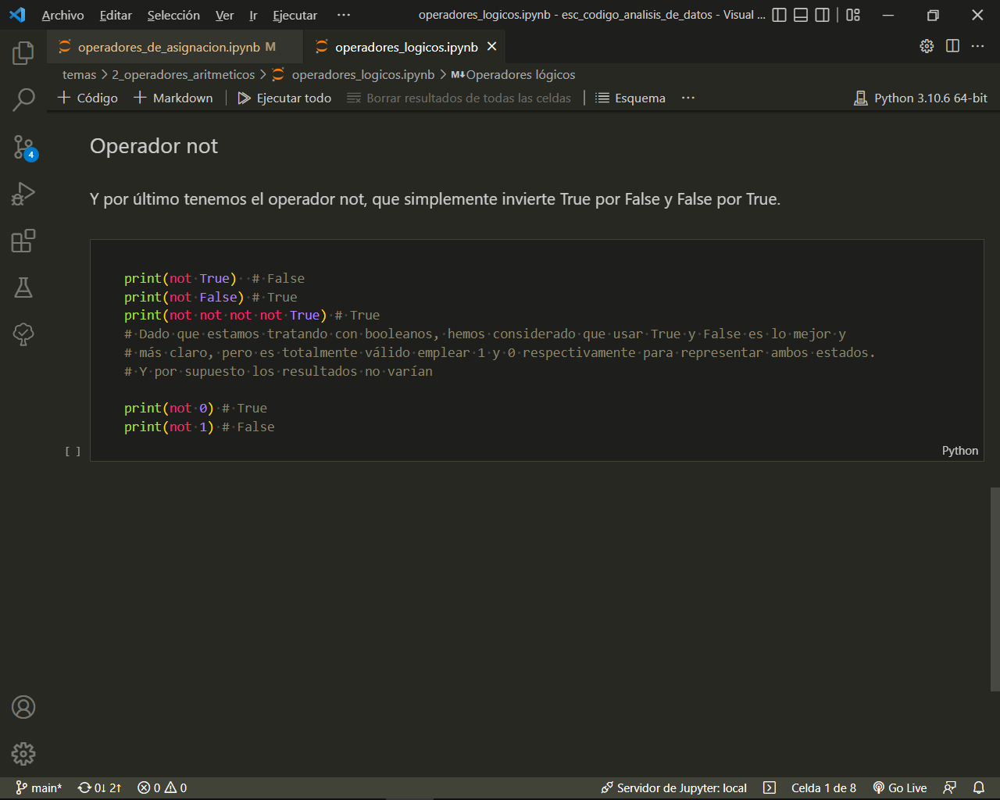 Archivo Editar Selección Ver Ir Ejecutar ··· operadores_logicos.ipynb - esc_codigo_analisis_de_datos - Visual ...
operadores_de_asignacion.ipynb M operadores_logicos.ipynb
temas > 2_operadores_aritmeticos > operadores_logicos.ipynb > M↓Operadores lógicos
+ Código + Markdown Ejecutar todo Borrar resultados de todas las celdas Esquema ··· Python 3.10.6 64-bit
4
Operador not
Y por último tenemos el operador not, que simplemente invierte True por False y False por True.
print(not True)  # False
print(not False) # True
print(not not not not True) # True
# Dado que estamos tratando con booleanos, hemos considerado que usar True y False es lo mejor y
# más claro, pero es totalmente válido emplear 1 y 0 respectivamente para representar ambos estados.
# Y por supuesto los resultados no varían
print(not 0) # True
print(not 1) # False
[ ] Python
main* 0↓ 2↑ 0 0 Servidor de Jupyter: local Celda 1 de 8 Go Live